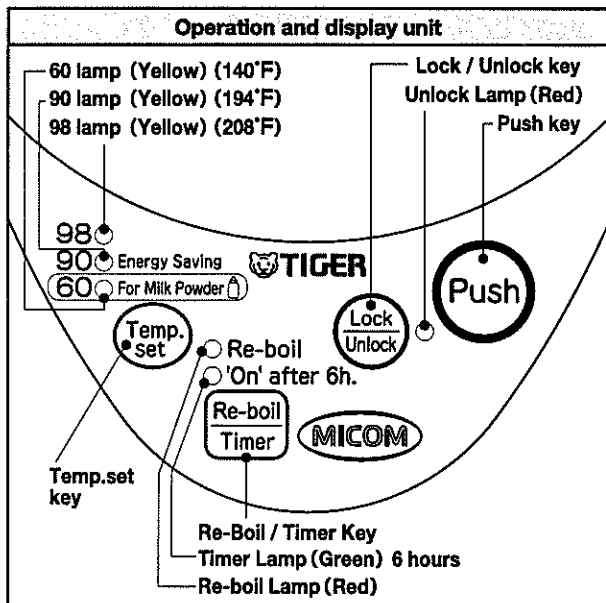 Operation and display unit
60 lamp (Yellow) (140°F)
90 lamp (Yellow) (194°F)
98 lamp (Yellow) (208°F)
Lock / Unlock key
Unlock Lamp (Red)
Push key
98
90 Energy Saving
60 For Milk Powder
TIGER
Push
Lock
Unlock
Temp.
set
Re-boil
'On' after 6h.
Re-boil
Timer
MICOM
Temp.set
key
Re-Boil / Timer Key
Timer Lamp (Green) 6 hours
Re-boil Lamp (Red)